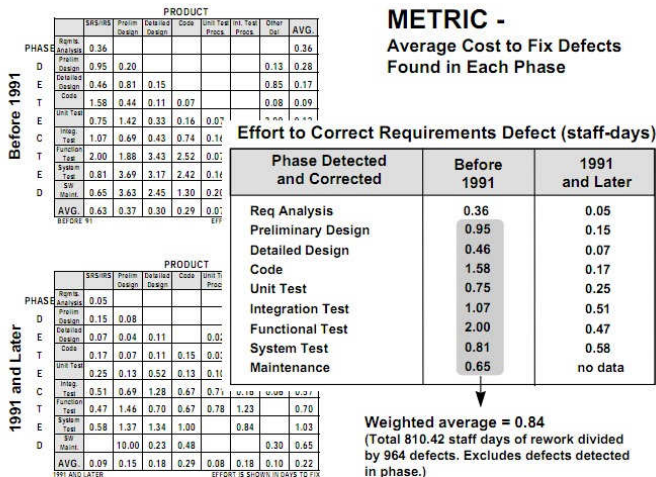 METRIC -
Average Cost to Fix Defects
Found in Each Phase
Before 1991
PRODUCT
SRS/IRS Prelim Design Detailed Design Code Unit Test Procs. Int. Test Procs. Other Del AVG.
PHASE Rqmts. Analysis 0.36 0.36
D Prelim Design 0.95 0.20 0.13 0.28
E Detailed Design 0.46 0.81 0.15 0.85 0.17
T Code 1.58 0.44 0.11 0.07 0.08 0.09
E Unit Test 0.75 1.42 0.33 0.16
C Integ. Test 1.07 0.69 0.43 0.74 0.16
T Function Test 2.00 1.88 3.43 2.52 0.07
E System Test 0.81 3.69 3.17 2.42 0.16
D SW Maint. 0.65 3.63 2.45 1.30 0.20
AVG. 0.63 0.37 0.30 0.29 0.07
BEFORE 91
Effort to Correct Requirements Defect (staff-days)
Phase Detected and Corrected Before 1991 1991 and Later
Req Analysis 0.36 0.05
Preliminary Design 0.95 0.15
Detailed Design 0.46 0.07
Code 1.58 0.17
Unit Test 0.75 0.25
Integration Test 1.07 0.51
Functional Test 2.00 0.47
System Test 0.81 0.58
Maintenance 0.65 no data
Weighted average = 0.84
(Total 810.42 staff days of rework divided
by 964 defects. Excludes defects detected
in phase.)
1991 and Later
PRODUCT
SRS/IRS Prelim Design Detailed Design Code
PHASE Rqmts. Analysis 0.05
D Prelim Design 0.15 0.08
E Detailed Design 0.07 0.04 0.11
T Code 0.17 0.07 0.11 0.15
E Unit Test 0.25 0.13 0.52 0.13
C Integ. Test 0.51 0.69 1.28 0.67
T Function Test 0.47 1.46 0.70 0.67 0.78 1.23 0.70
E System Test 0.58 1.37 1.34 1.00 0.84 1.03
D SW Maint. 10.00 0.23 0.48 0.30 0.65
AVG. 0.09 0.15 0.18 0.29 0.08 0.18 0.10 0.22
1991 AND LATER EFFORT IS SHOWN IN DAYS TO FIX